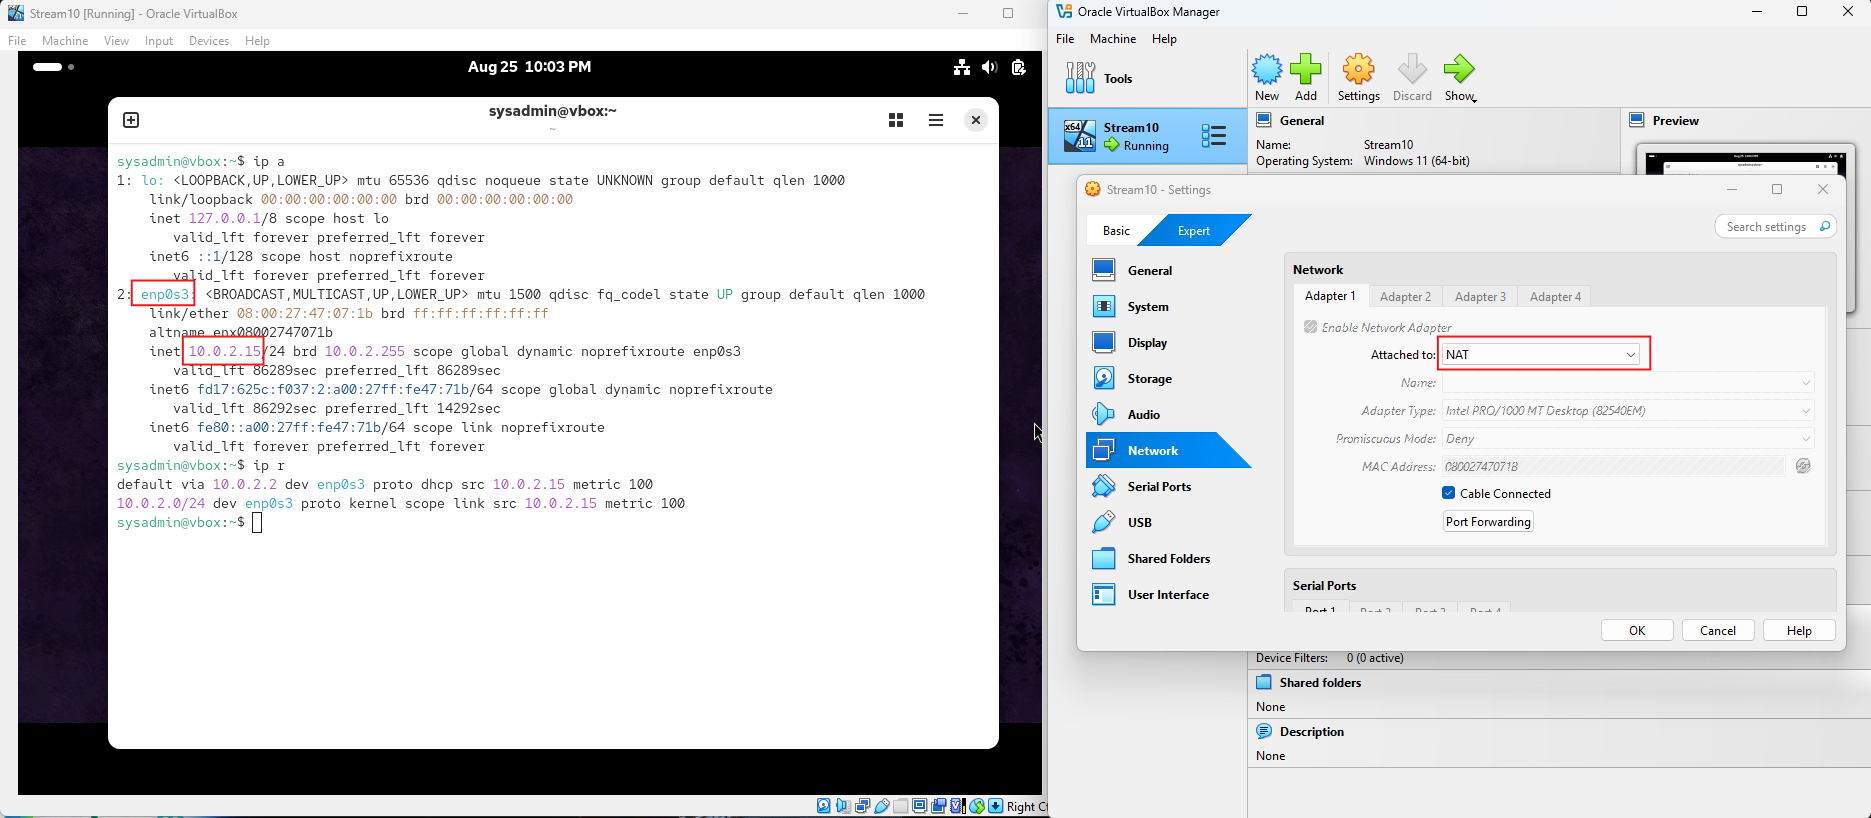 Stream10 [Running] - Oracle VirtualBox
File Machine View Input Devices Help
Aug 25 10:03 PM
sysadmin@vbox:~
~
sysadmin@vbox:~$ ip a
1: lo: <LOOPBACK,UP,LOWER_UP> mtu 65536 qdisc noqueue state UNKNOWN group default qlen 1000
link/loopback 00:00:00:00:00:00 brd 00:00:00:00:00:00
inet 127.0.0.1/8 scope host lo
valid_lft forever preferred_lft forever
inet6 ::1/128 scope host noprefixroute
valid_lft forever preferred_lft forever
2: enp0s3: <BROADCAST,MULTICAST,UP,LOWER_UP> mtu 1500 qdisc fq_codel state UP group default qlen 1000
link/ether 08:00:27:47:07:1b brd ff:ff:ff:ff:ff:ff
altname enx08002747071b
inet 10.0.2.15/24 brd 10.0.2.255 scope global dynamic noprefixroute enp0s3
valid_lft 86289sec preferred_lft 86289sec
inet6 fd17:625c:f037:2:a00:27ff:fe47:71b/64 scope global dynamic noprefixroute
valid_lft 86292sec preferred_lft 14292sec
inet6 fe80::a00:27ff:fe47:71b/64 scope link noprefixroute
valid_lft forever preferred_lft forever
sysadmin@vbox:~$ ip r
default via 10.0.2.2 dev enp0s3 proto dhcp src 10.0.2.15 metric 100
10.0.2.0/24 dev enp0s3 proto kernel scope link src 10.0.2.15 metric 100
sysadmin@vbox:~$
Right C
Oracle VirtualBox Manager
File Machine Help
Tools
New Add Settings Discard Show
x64
11
Stream10
Running
General
Name: Stream10
Operating System: Windows 11 (64-bit)
Preview
Stream10 - Settings
Basic Expert
Search settings
General
System
Display
Storage
Audio
Network
Serial Ports
USB
Shared Folders
User Interface
Network
Adapter 1 Adapter 2 Adapter 3 Adapter 4
Enable Network Adapter
Attached to: NAT
Name:
Adapter Type: Intel PRO/1000 MT Desktop (82540EM)
Promiscuous Mode: Deny
MAC Address: 08002747071B
Cable Connected
Port Forwarding
Serial Ports
Port 1 Port 2 Port 3 Port 4
OK Cancel Help
Device Filters: 0 (0 active)
Shared folders
None
Description
None